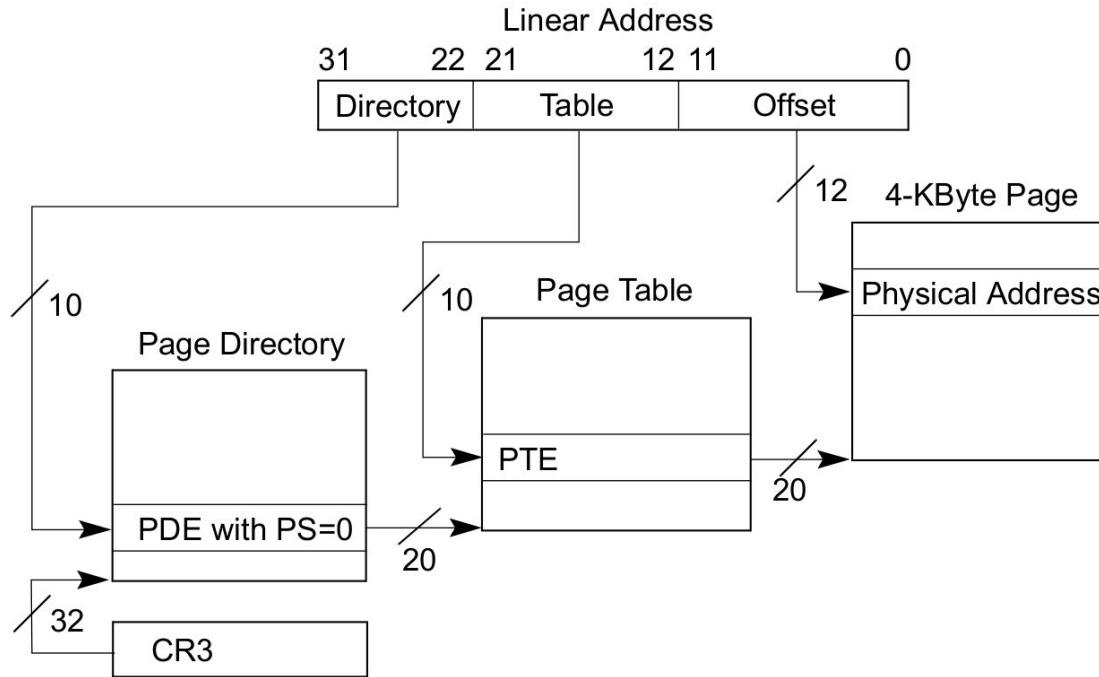 Linear Address
31 22 21 12 11 0
Directory Table Offset
12
4-KByte Page
10
10
Page Table
Physical Address
Page Directory
PTE
20
PDE with PS=0
20
32
CR3